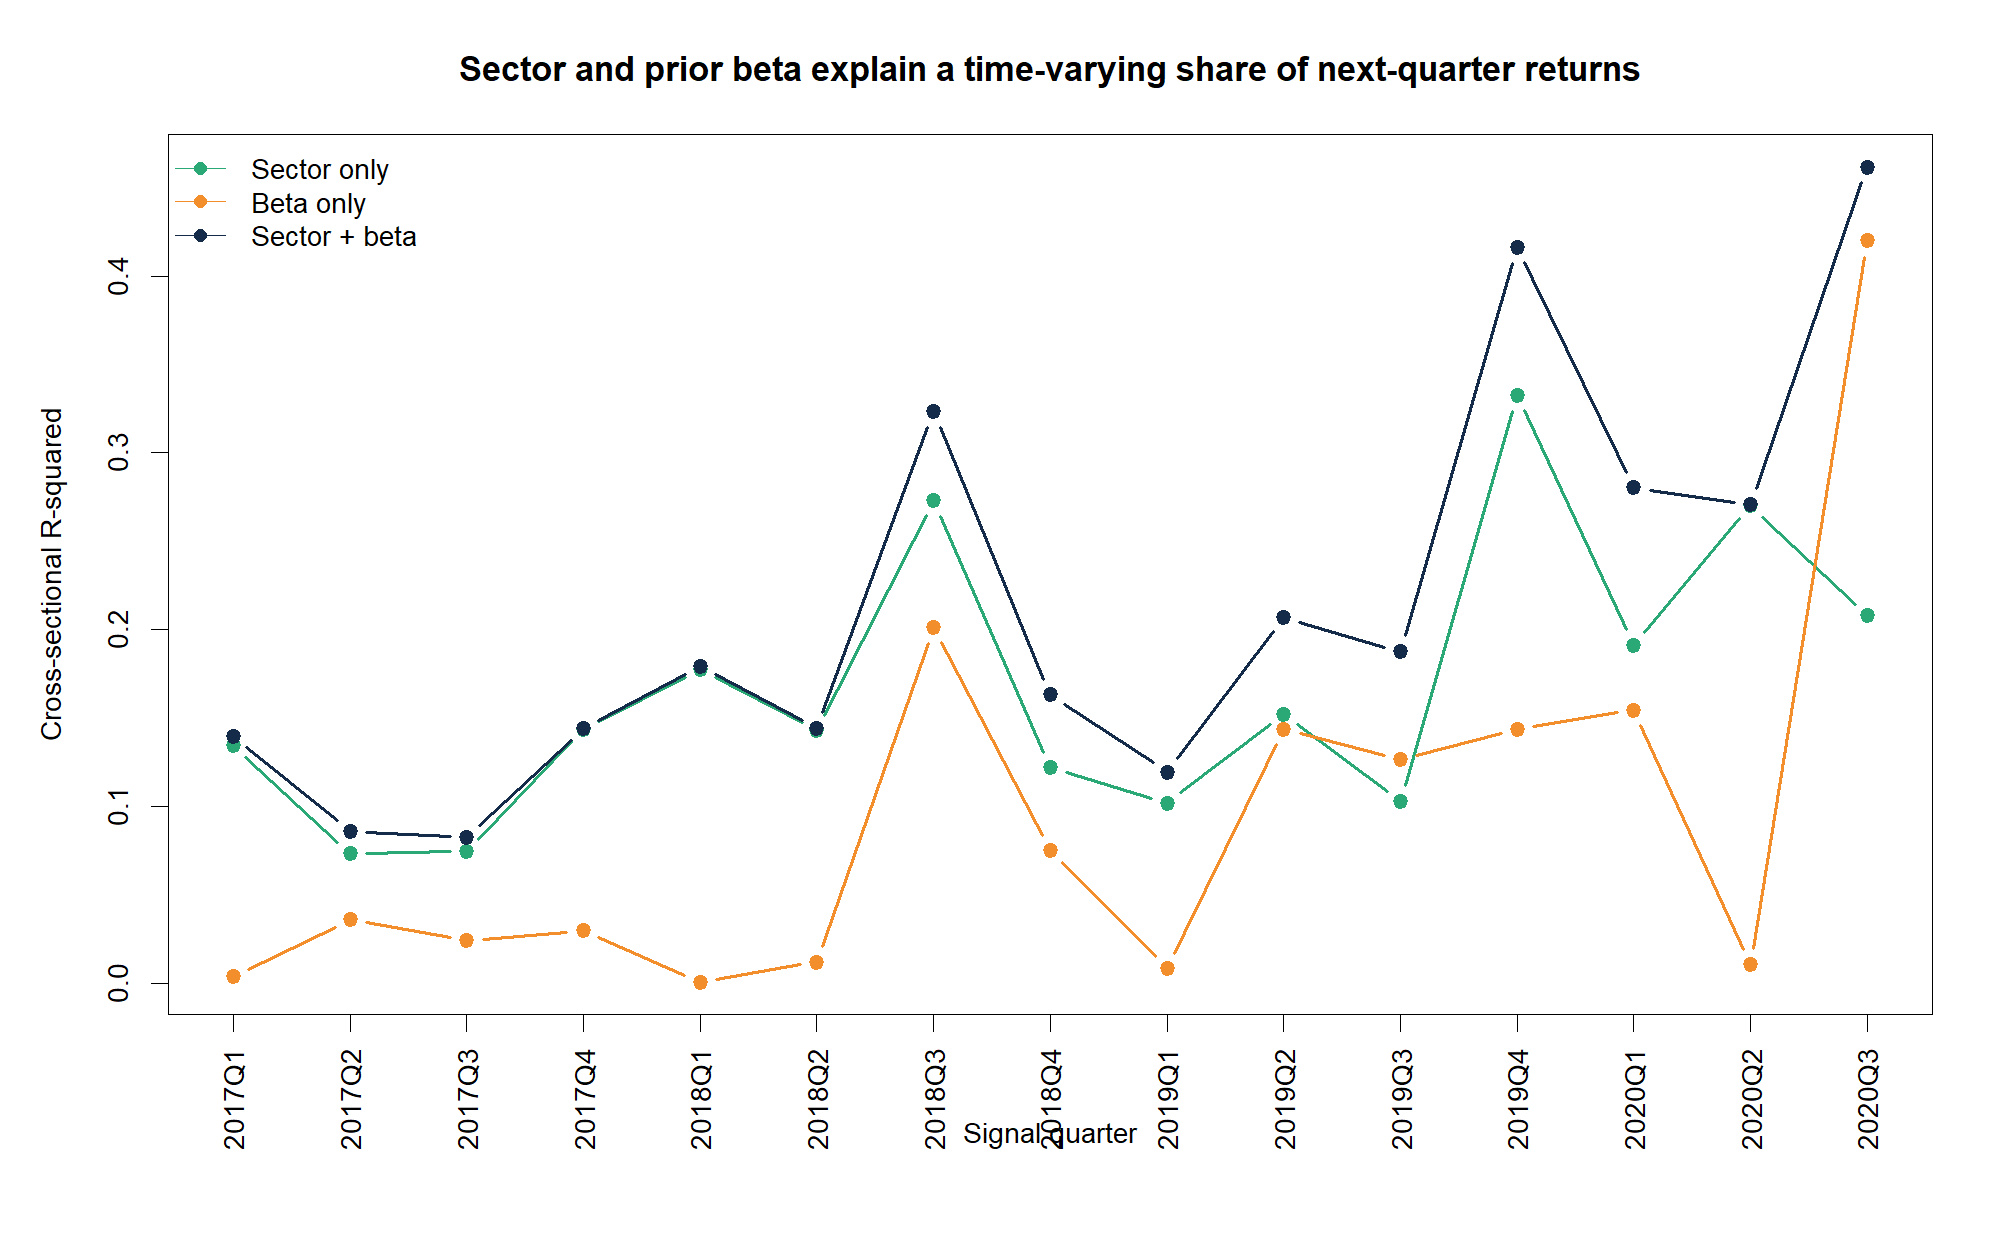 Sector and prior beta explain a time-varying share of next-quarter returns
Sector only
Beta only
Sector + beta
Cross-sectional R-squared
0.4
0.3
0.2
0.1
0.0
2017Q1
2017Q2
2017Q3
2017Q4
2018Q1
2018Q2
2018Q3
2018Q4
2019Q1
2019Q2
2019Q3
2019Q4
2020Q1
2020Q2
2020Q3
Signal quarter